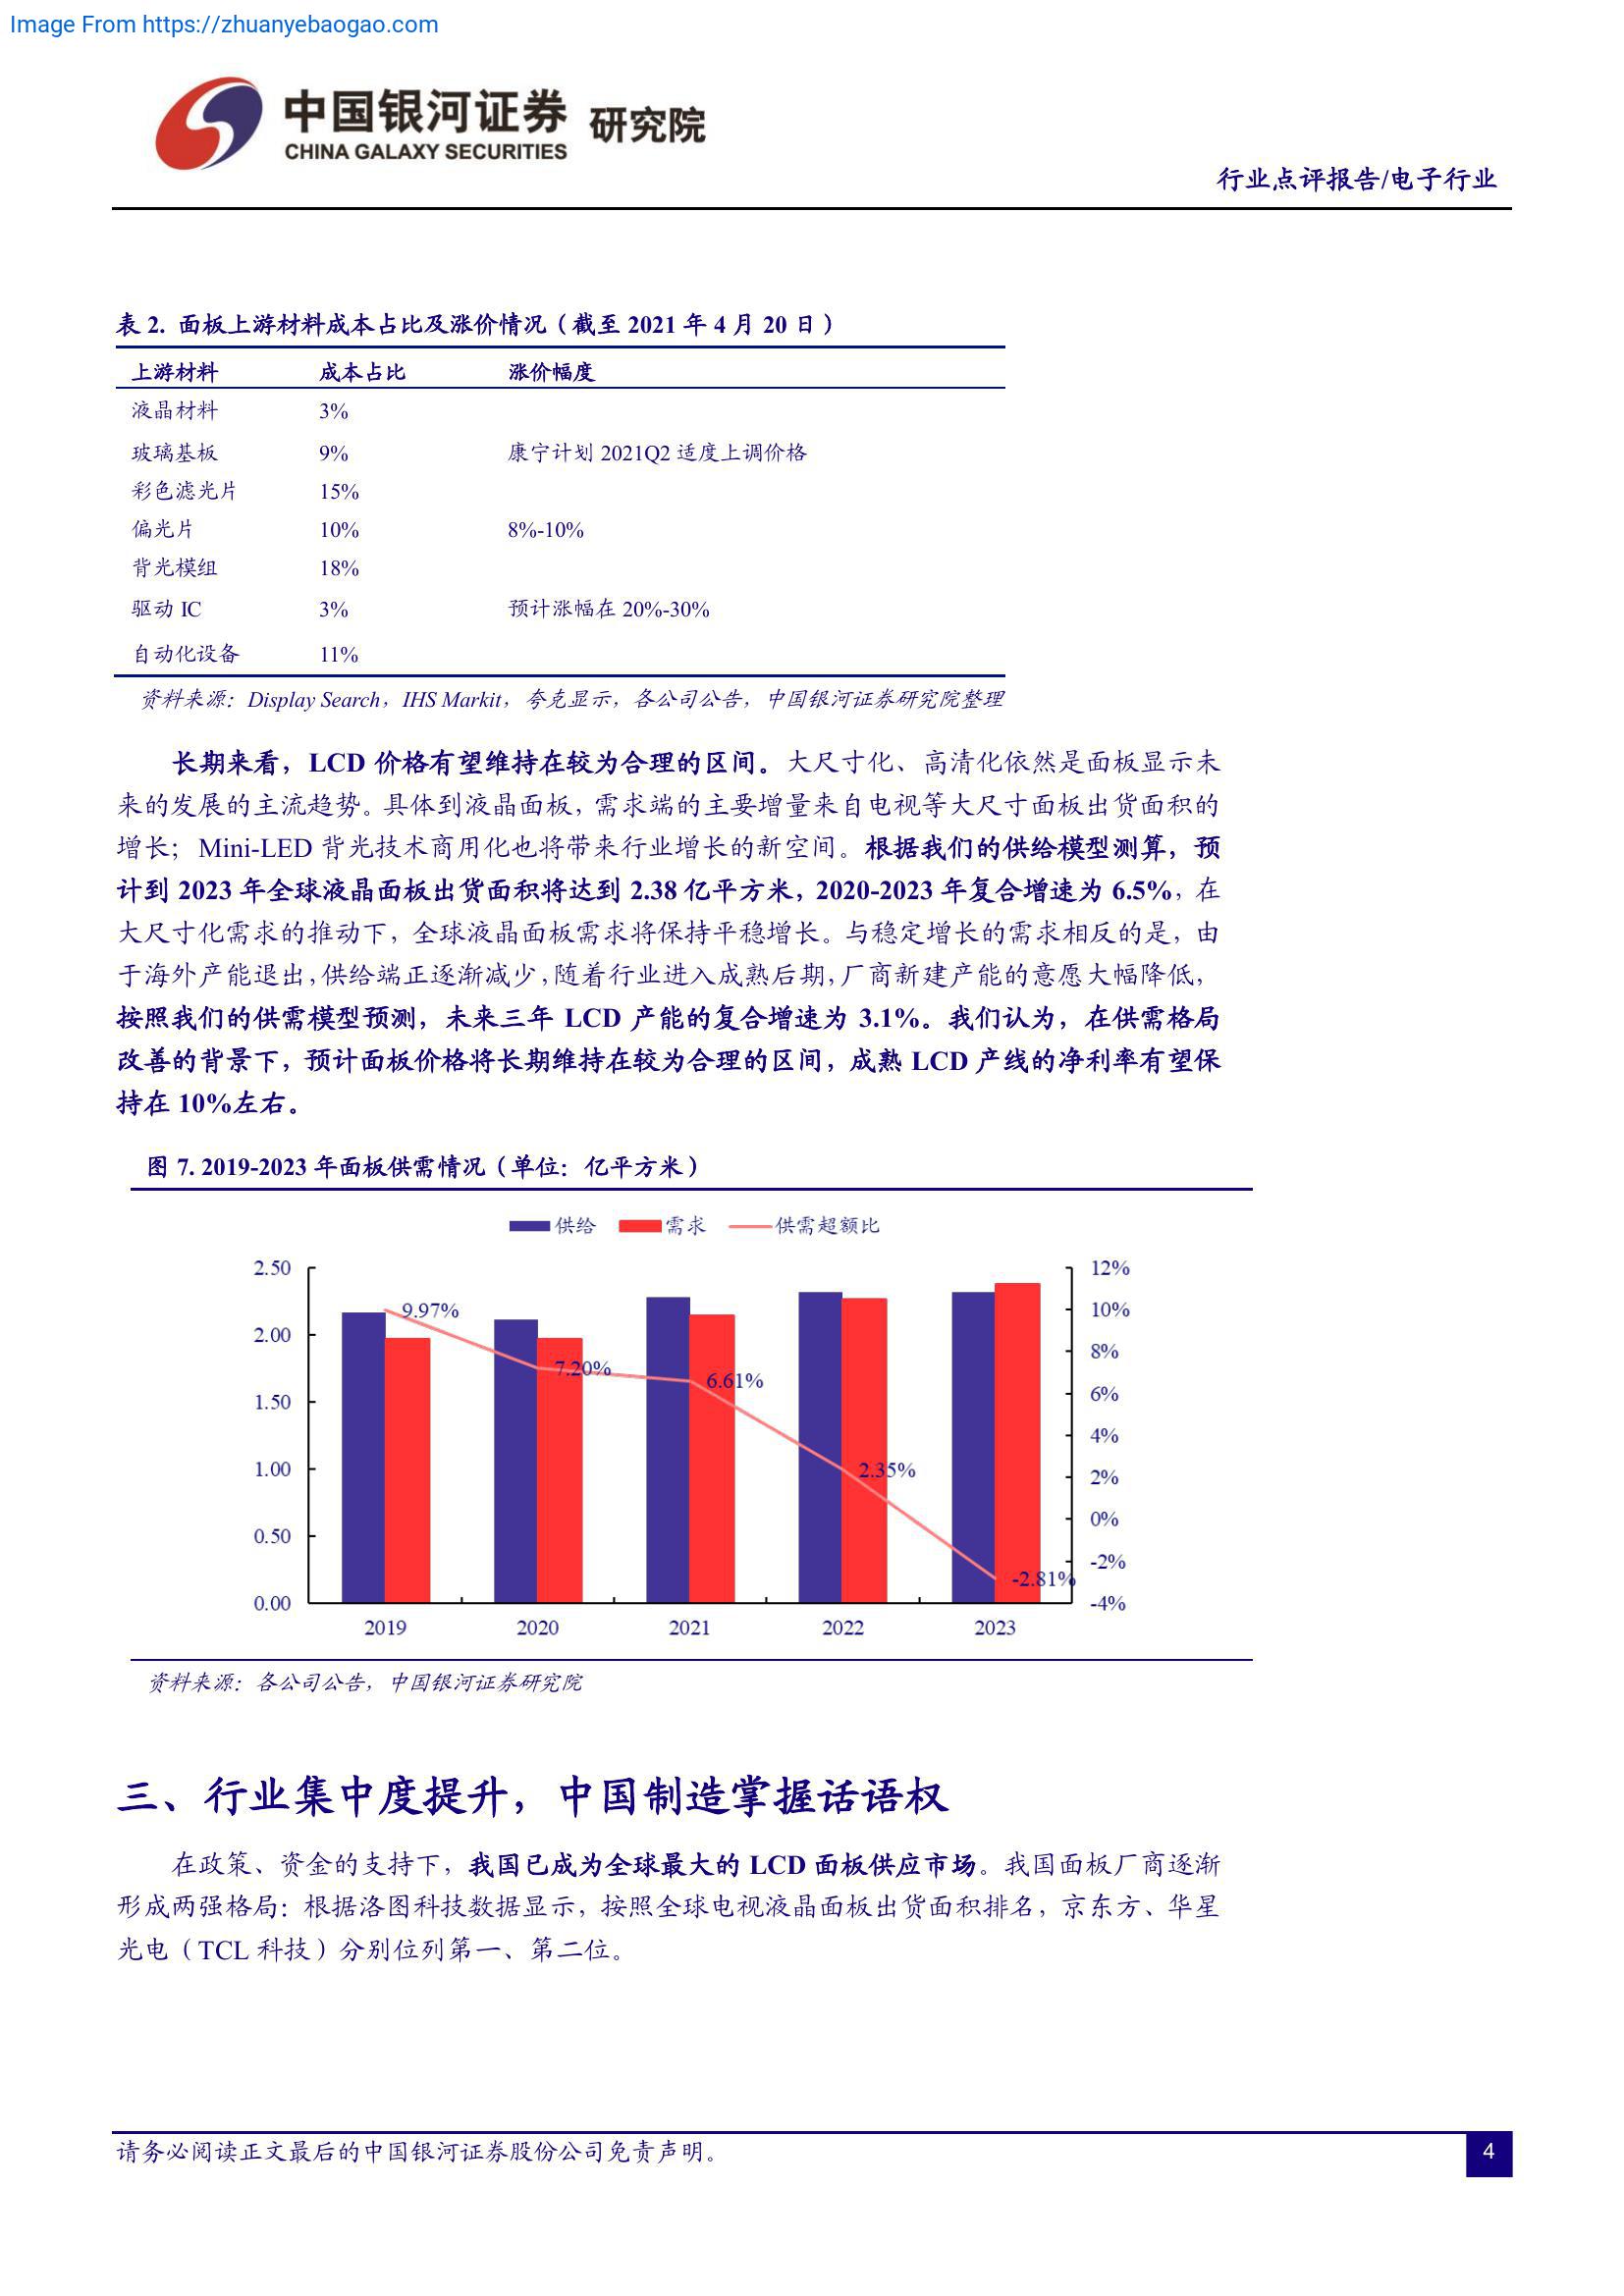 Image From https://zhuanyebaogao.com
中国银河证券 研究院
CHINA GALAXY SECURITIES
行业点评报告/电子行业
表 2. 面板上游材料成本占比及涨价情况（截至 2021 年 4 月 20 日）
上游材料 成本占比 涨价幅度
液晶材料 3%
玻璃基板 9% 康宁计划 2021Q2 适度上调价格
彩色滤光片 15%
偏光片 10% 8%-10%
背光模组 18%
驱动 IC 3% 预计涨幅在 20%-30%
自动化设备 11%
资料来源：Display Search，IHS Markit，夸克显示，各公司公告，中国银河证券研究院整理
长期来看，LCD 价格有望维持在较为合理的区间。大尺寸化、高清化依然是面板显示未
来的发展的主流趋势。具体到液晶面板，需求端的主要增量来自电视等大尺寸面板出货面积的
增长；Mini-LED 背光技术商用化也将带来行业增长的新空间。根据我们的供给模型测算，预
计到 2023 年全球液晶面板出货面积将达到 2.38 亿平方米，2020-2023 年复合增速为 6.5%，在
大尺寸化需求的推动下，全球液晶面板需求将保持平稳增长。与稳定增长的需求相反的是，由
于海外产能退出，供给端正逐渐减少，随着行业进入成熟后期，厂商新建产能的意愿大幅降低，
按照我们的供需模型预测，未来三年 LCD 产能的复合增速为 3.1%。我们认为，在供需格局
改善的背景下，预计面板价格将长期维持在较为合理的区间，成熟 LCD 产线的净利率有望保
持在 10%左右。
图 7. 2019-2023 年面板供需情况（单位：亿平方米）
供给 需求 供需超额比
2.50 12%
9.97% 10%
2.00
8%
7.20% 6.61%
1.50 6%
4%
1.00 2.35% 2%
0%
0.50 -2%
-2.81%
0.00 -4%
2019 2020 2021 2022 2023
资料来源：各公司公告，中国银河证券研究院
三、行业集中度提升，中国制造掌握话语权
在政策、资金的支持下，我国已成为全球最大的 LCD 面板供应市场。我国面板厂商逐渐
形成两强格局：根据洛图科技数据显示，按照全球电视液晶面板出货面积排名，京东方、华星
光电（TCL 科技）分别位列第一、第二位。
请务必阅读正文最后的中国银河证券股份公司免责声明。 4